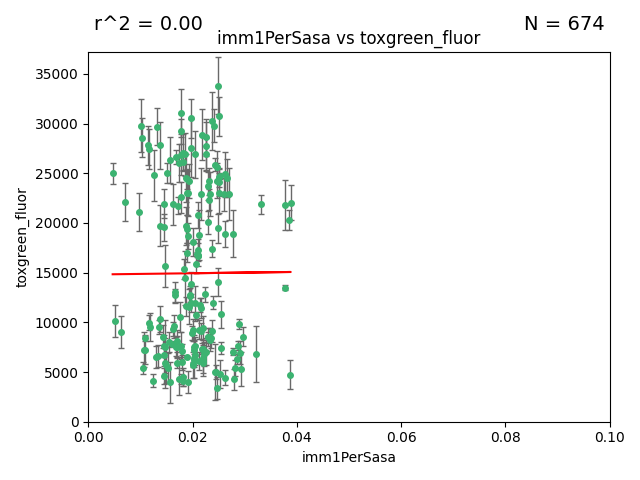 r^2 = 0.00
N = 674
imm1PerSasa vs toxgreen_fluor
toxgreen_fluor
35000
30000
25000
20000
15000
10000
5000
0
0.00
0.02
0.04
0.06
0.08
0.10
imm1PerSasa